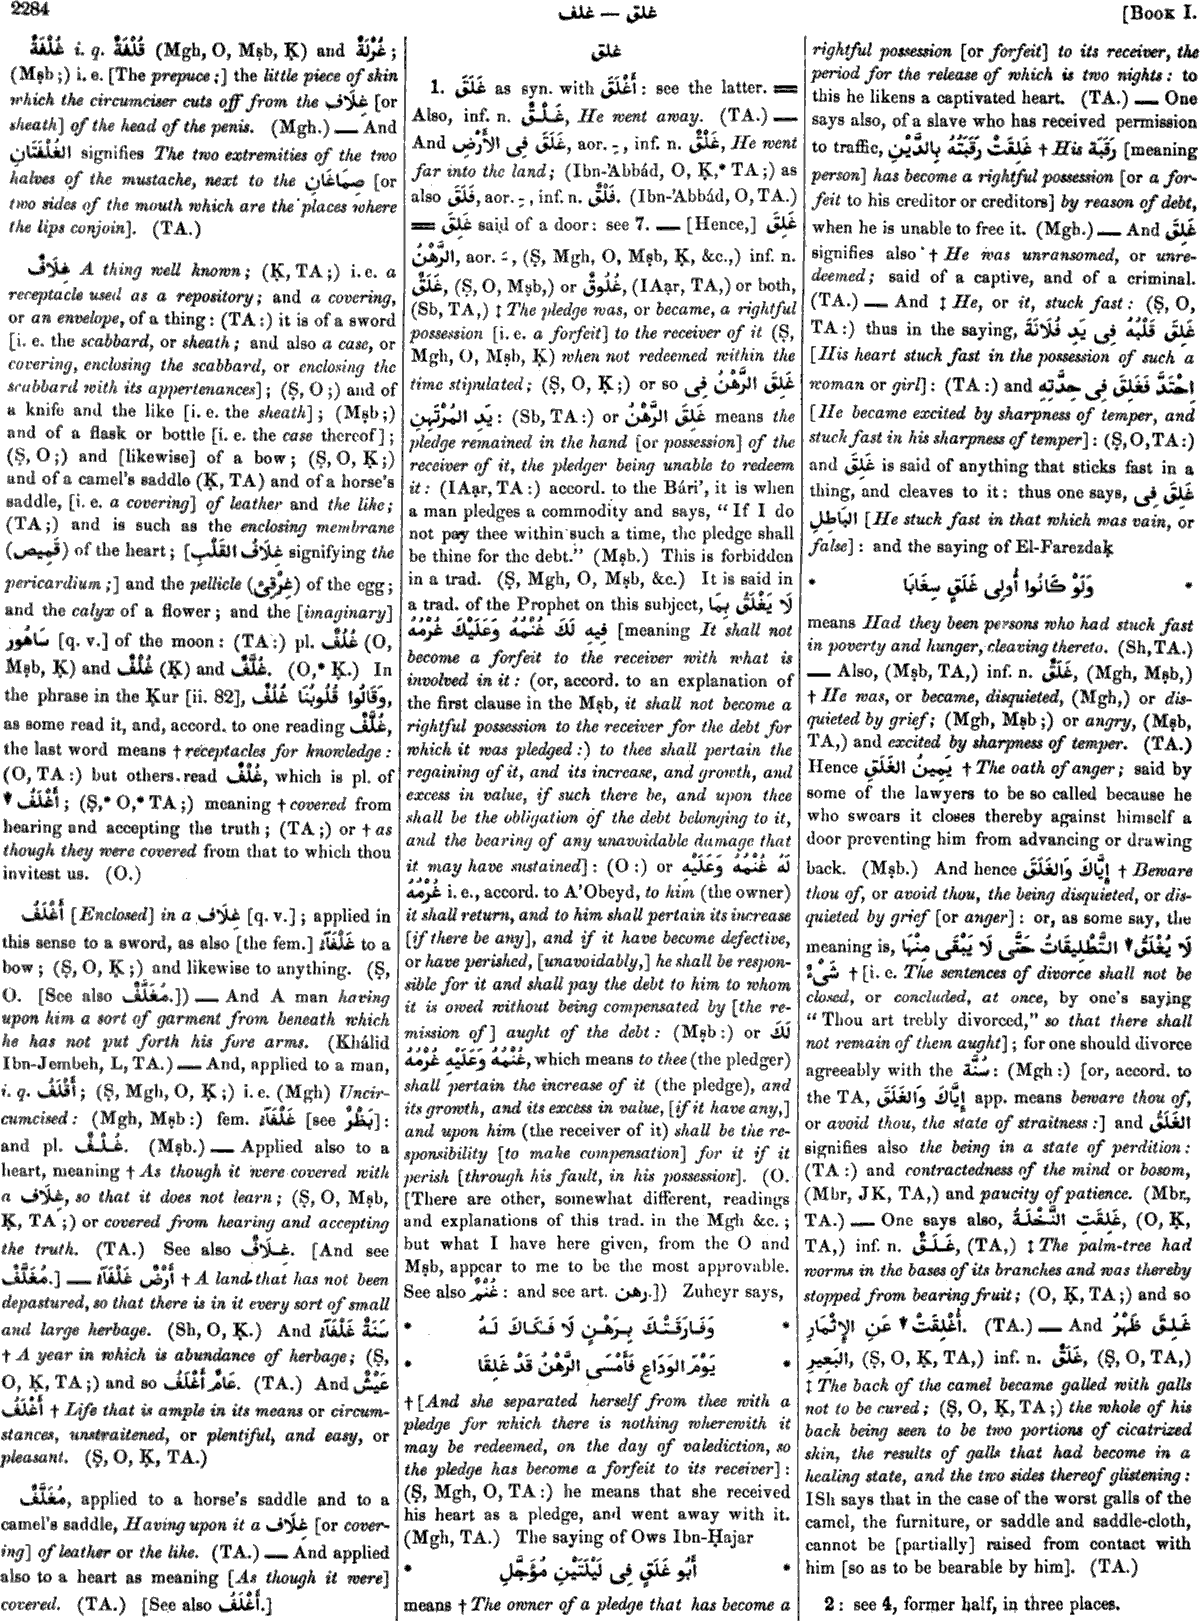 2284
غلف — غلق
[Book I.
غُلْفَةٌ i. q. قُلْفَةٌ (Mgh, O, Mṣb, Ḳ) and غُرْلَةٌ;
(Mṣb;) i. e. [The prepuce;] the little piece of skin
which the circumciser cuts off from the غِلَاف [or
sheath] of the head of the penis. (Mgh.) — And
الغُلْفَتَانِ signifies The two extremities of the two
halves of the mustache, next to the صِمَاغَانِ [or
two sides of the mouth which are the places where
the lips conjoin]. (TA.)
غِلَافٌ A thing well known; (Ḳ, TA;) i. e. a
receptacle used as a repository; and a covering,
or an envelope, of a thing: (TA:) it is of a sword
[i. e. the scabbard, or sheath; and also a case, or
covering, enclosing the scabbard, or enclosing the
scabbard with its appertenances]; (Ṣ, O;) and of
a knife and the like [i. e. the sheath]; (Mṣb;)
and of a flask or bottle [i. e. the case thereof];
(Ṣ, O;) and [likewise] of a bow; (Ṣ, O, Ḳ;)
and of a camel's saddle (Ḳ, TA) and of a horse's
saddle, [i. e. a covering] of leather and the like;
(TA;) and is such as the enclosing membrane
(قَمِيص) of the heart; [غِلَافُ القَلْبِ signifying the
pericardium;] and the pellicle (غِرْقِئ) of the egg;
and the calyx of a flower; and the [imaginary]
سَاهُور [q. v.] of the moon: (TA:) pl. غُلُفٌ (O,
Mṣb, Ḳ) and غُلْفٌ (Ḳ) and غُلَّفٌ. (O,* Ḳ.) In
the phrase in the Ḳur [ii. 82], وَقَالُوا قُلُوبُنَا غُلُفٌ,
as some read it, and, accord. to one reading غُلَّفٌ,
the last word means † receptacles for knowledge:
(O, TA:) but others read غُلْفٌ, which is pl. of
▼ أَغْلَفُ; (Ṣ,* O,* TA;) meaning † covered from
hearing and accepting the truth; (TA;) or † as
though they were covered from that to which thou
invitest us. (O.)
أَغْلَفُ [Enclosed] in a غِلَاف [q. v.]; applied in
this sense to a sword, as also [the fem.] غَلْفَآءُ to a
bow; (Ṣ, O, Ḳ;) and likewise to anything. (Ṣ,
O. [See also مُغَلَّفٌ.]) — And A man having
upon him a sort of garment from beneath which
he has not put forth his fore arms. (Khálid
Ibn-Jembeh, L, TA.) — And, applied to a man,
i. q. أَقْلَفُ; (Ṣ, Mgh, O, Ḳ;) i. e. (Mgh) Uncir-
cumcised: (Mgh, Mṣb:) fem. غَلْفَآءُ [see بَظْرٌ]:
and pl. غُلْفٌ. (Mṣb.) — Applied also to a
heart, meaning † As though it were covered with
a غِلَاف, so that it does not learn; (Ṣ, O, Mṣb,
Ḳ, TA;) or covered from hearing and accepting
the truth. (TA.) See also غِلَافٌ. [And see
مُغَلَّفٌ.] — أَرْضٌ غَلْفَآءُ † A land that has not been
depastured, so that there is in it every sort of small
and large herbage. (Sh, O, Ḳ.) And سَنَةٌ غَلْفَآءُ
† A year in which is abundance of herbage; (Ṣ,
O, Ḳ, TA;) and so عَامٌ أَغْلَفُ. (TA.) And عَيْشٌ
أَغْلَفُ † Life that is ample in its means or circum-
stances, unstraitened, or plentiful, and easy, or
pleasant. (Ṣ, O, Ḳ, TA.)
مُغَلَّفٌ, applied to a horse's saddle and to a
camel's saddle, Having upon it a غِلَاف [or cover-
ing] of leather or the like. (TA.) — And applied
also to a heart as meaning [As though it were]
covered. (TA.) [See also أَغْلَفُ.]
غلق
1. غَلَقَ as syn. with أَغْلَقَ: see the latter. =
Also, inf. n. غَلْقٌ, He went away. (TA.) —
And غَلَقَ فِى الأَرْضِ, aor. ـِ, inf. n. غَلْقٌ, He went
far into the land; (Ibn-'Abbád, O, Ḳ,* TA;) as
also فَلَقَ, aor. ـِ, inf. n. فَلْقٌ. (Ibn-'Abbád, O, TA.)
= غَلِقَ said of a door: see 7. — [Hence,] غَلِقَ
الرَّهْنُ, aor. ـَ, (Ṣ, Mgh, O, Mṣb, Ḳ, &c.,) inf. n.
غَلَقٌ, (Ṣ, O, Mṣb,) or غُلُوقٌ, (IAạr, TA,) or both,
(Sb, TA,) ‡ The pledge was, or became, a rightful
possession [i. e. a forfeit] to the receiver of it (Ṣ,
Mgh, O, Mṣb, Ḳ) when not redeemed within the
time stipulated; (Ṣ, O, Ḳ;) or so غَلِقَ الرَّهْنُ فِى
يَدِ المُرْتَهِنِ: (Sb, TA:) or غَلِقَ الرَّهْنُ means the
pledge remained in the hand [or possession] of the
receiver of it, the pledger being unable to redeem
it: (IAạr, TA:) accord. to the Bári', it is when
a man pledges a commodity and says, "If I do
not pay thee within such a time, the pledge shall
be thine for the debt." (Mṣb.) This is forbidden
in a trad. (Ṣ, Mgh, O, Mṣb, &c.) It is said in
a trad. of the Prophet on this subject, لَا يَغْلَقُ بِمَا
فِيهِ لَكَ غُنْمُهُ وَعَلَيْكَ غُرْمُهُ [meaning It shall not
become a forfeit to the receiver with what is
involved in it: (or, accord. to an explanation of
the first clause in the Mṣb, it shall not become a
rightful possession to the receiver for the debt for
which it was pledged:) to thee shall pertain the
regaining of it, and its increase, and growth, and
excess in value, if such there be, and upon thee
shall be the obligation of the debt belonging to it,
and the bearing of any unavoidable damage that
it may have sustained]: (O:) or لَهُ غُنْمُهُ وَعَلَيْهِ
غُرْمُهُ i. e., accord. to A'Obeyd, to him (the owner)
it shall return, and to him shall pertain its increase
[if there be any], and if it have become defective,
or have perished, [unavoidably,] he shall be respon-
sible for it and shall pay the debt to him to whom
it is owed without being compensated by [the re-
mission of] aught of the debt: (Mṣb:) or لَكَ
غُنْمُهُ وَعَلَيْهِ غُرْمُهُ, which means to thee (the pledger)
shall pertain the increase of it (the pledge), and
its growth, and its excess in value, [if it have any,]
and upon him (the receiver of it) shall be the re-
sponsibility [to make compensation] for it if it
perish [through his fault, in his possession]. (O.
[There are other, somewhat different, readings
and explanations of this trad. in the Mgh &c.;
but what I have here given, from the O and
Mṣb, appear to me to be the most approvable.
See also غُنْمٌ: and see art. رهن.]) Zuheyr says,
* وَفَارَقَتْكَ بِرَهْنٍ لَا فَكَاكَ لَهُ *
* يَوْمَ الوَدَاعِ فَأَمْسَى الرَّهْنُ قَدْ غَلِقَا *
† [And she separated herself from thee with a
pledge for which there is nothing wherewith it
may be redeemed, on the day of valediction, so
the pledge has become a forfeit to its receiver]:
(Ṣ, Mgh, O, TA:) he means that she received
his heart as a pledge, and went away with it.
(Mgh, TA.) The saying of Ows Ibn-Ḥajar
* أَبُو غَلَقٍ فِى لَيْلَتَيْنِ مُؤَجَّلِ *
means † The owner of a pledge that has become a
rightful possession [or forfeit] to its receiver, the
period for the release of which is two nights: to
this he likens a captivated heart. (TA.) — One
says also, of a slave who has received permission
to traffic, غَلِقَتْ رَقَبَتُهُ بِالدَّيْنِ † His رَقَبَة [meaning
person] has become a rightful possession [or a for-
feit to his creditor or creditors] by reason of debt,
when he is unable to free it. (Mgh.) — And غَلِقَ
signifies also † He was unransomed, or unre-
deemed; said of a captive, and of a criminal.
(TA.) — And ‡ He, or it, stuck fast: (Ṣ, O,
TA:) thus in the saying, غَلِقَ قَلْبُهُ فِى يَدِ فُلَانَةَ
[His heart stuck fast in the possession of such a
woman or girl]: (TA:) and اِحْتَدَّ فَغَلِقَ فِى حِدَّتِهِ
[He became excited by sharpness of temper, and
stuck fast in his sharpness of temper]: (Ṣ, O, TA:)
and غَلِقَ is said of anything that sticks fast in a
thing, and cleaves to it: thus one says, غَلِقَ فِى
البَاطِلِ [He stuck fast in that which was vain, or
false]: and the saying of El-Farezdaḳ
* وَلَوْ كَانُوا أُولِى غَلَقٍ سِغَابَا *
means Had they been persons who had stuck fast
in poverty and hunger, cleaving thereto. (Sh, TA.)
— Also, (Mṣb, TA,) inf. n. غَلَقٌ, (Mgh, Mṣb,)
† He was, or became, disquieted, (Mgh,) or dis-
quieted by grief; (Mgh, Mṣb;) or angry, (Mṣb,
TA,) and excited by sharpness of temper. (TA.)
Hence يَمِينُ الغَلَقِ † The oath of anger; said by
some of the lawyers to be so called because he
who swears it closes thereby against himself a
door preventing him from advancing or drawing
back. (Mṣb.) And hence إِيَّاكَ وَالغَلَقَ † Beware
thou of, or avoid thou, the being disquieted, or dis-
quieted by grief [or anger]: or, as some say, the
meaning is, لَا يُغْلَقُ▼ التَّطْلِيقَاتُ حَتَّى لَا يَبْقَى مِنْهَا
شَىْءٌ † [i. e. The sentences of divorce shall not be
closed, or concluded, at once, by one's saying
"Thou art trebly divorced," so that there shall
not remain of them aught]; for one should divorce
agreeably with the سُنَّة: (Mgh:) [or, accord. to
the TA, إِيَّاكَ وَالغَلَقَ app. means beware thou of,
or avoid thou, the state of straitness:] and الغَلَقُ
signifies also the being in a state of perdition:
(TA:) and contractedness of the mind or bosom,
(Mbr, JK, TA,) and paucity of patience. (Mbr,
TA.) — One says also, غَلِقَتِ النَّخْلَةُ, (O, Ḳ,
TA,) inf. n. غَلَقٌ, (TA,) ‡ The palm-tree had
worms in the bases of its branches and was thereby
stopped from bearing fruit; (O, Ḳ, TA;) and so
أُغْلِقَتْ▼ عَنِ الإِثْمَارِ. (TA.) — And غَلِقَ ظَهْرُ
البَعِيرِ, (Ṣ, O, Ḳ, TA,) inf. n. غَلَقٌ, (Ṣ, O, TA,)
‡ The back of the camel became galled with galls
not to be cured; (Ṣ, O, Ḳ, TA;) the whole of his
back being seen to be two portions of cicatrized
skin, the results of galls that had become in a
healing state, and the two sides thereof glistening:
ISh says that in the case of the worst galls of the
camel, the furniture, or saddle and saddle-cloth,
cannot be [partially] raised from contact with
him [so as to be bearable by him]. (TA.)
2: see 4, former half, in three places.